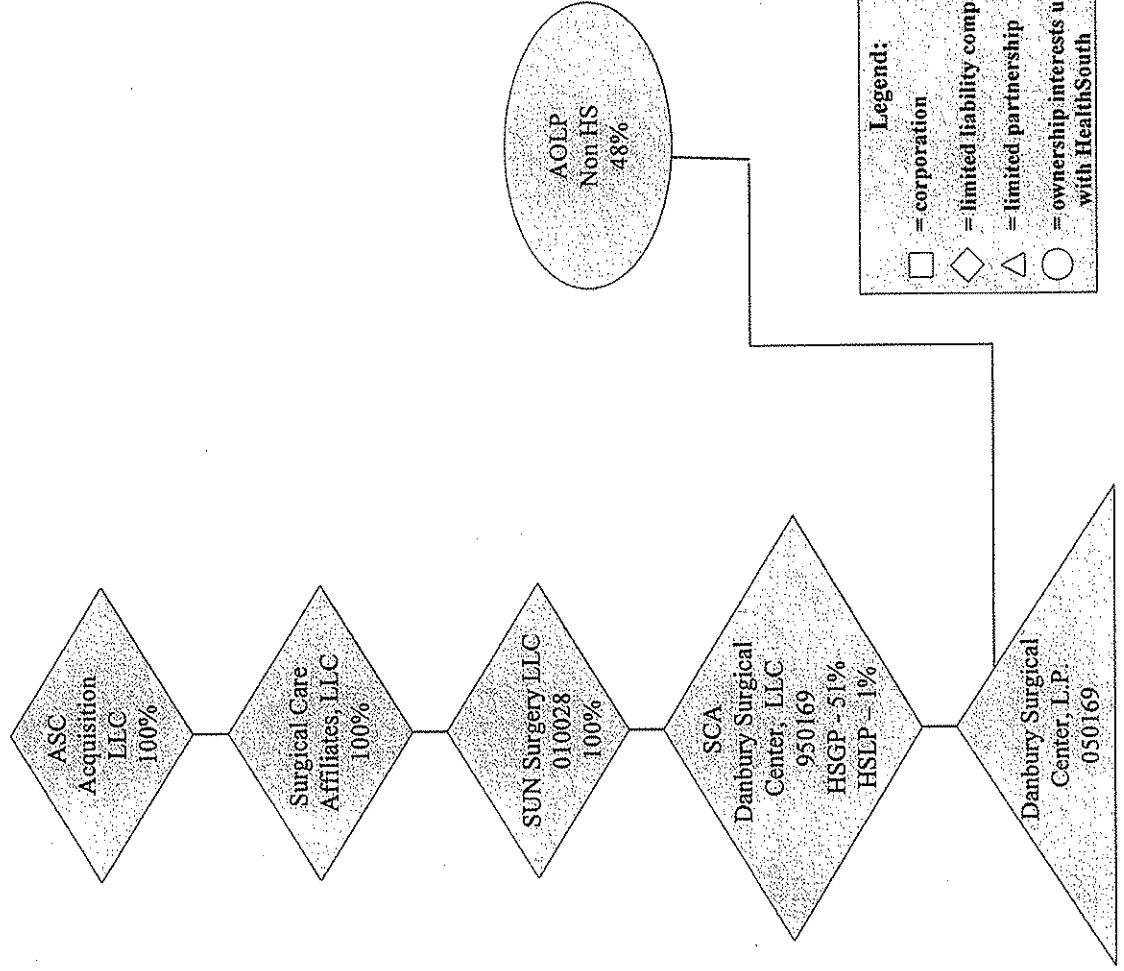 ASC
Acquisition
LLC
100%
Surgical Care
Affiliates, LLC
100%
SUN Surgery LLC
010028
100%
SCA
Danbury Surgical
Center, LLC
950169
HSGP - 51%
HSLP – 1%
Danbury Surgical
Center, L.P.
050169
AOLP
Non HS
48%
Legend:
= corporation
= limited liability comp
= limited partnership
= ownership interests u
with HealthSouth